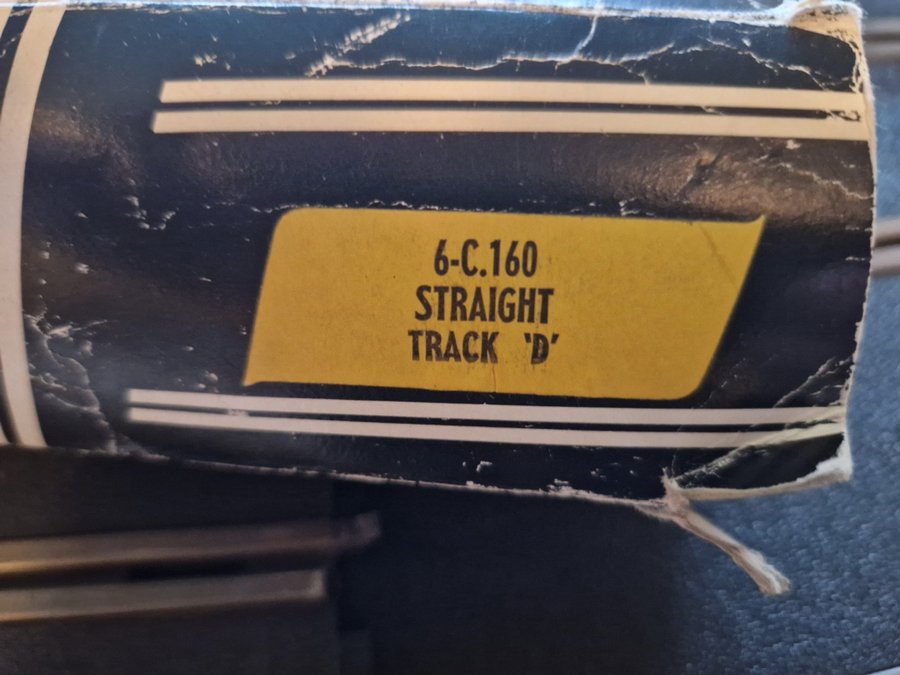 6-C.160
STRAIGHT
TRACK 'D'